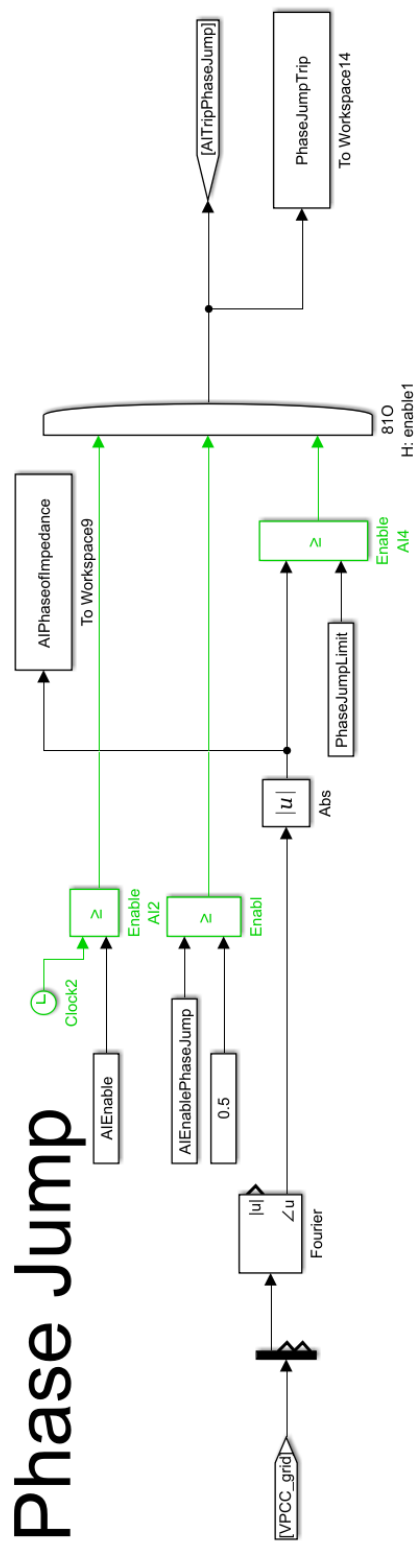 Phase Jump
Clock2
AIEnable
≥
Enable
AI2
AIPhaseofImpedance
To Workspace9
AIEnablePhaseJump
0.5
≥
Enabl
[VPCC_grid]
|u|
∠u
Fourier
|u|
Abs
PhaseJumpLimit
≥
Enable
AI4
81O
H: enable1
[AITripPhaseJump]
PhaseJumpTrip
To Workspace14